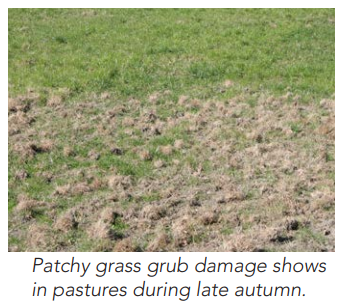 Patchy grass grub damage shows
in pastures during late autumn.